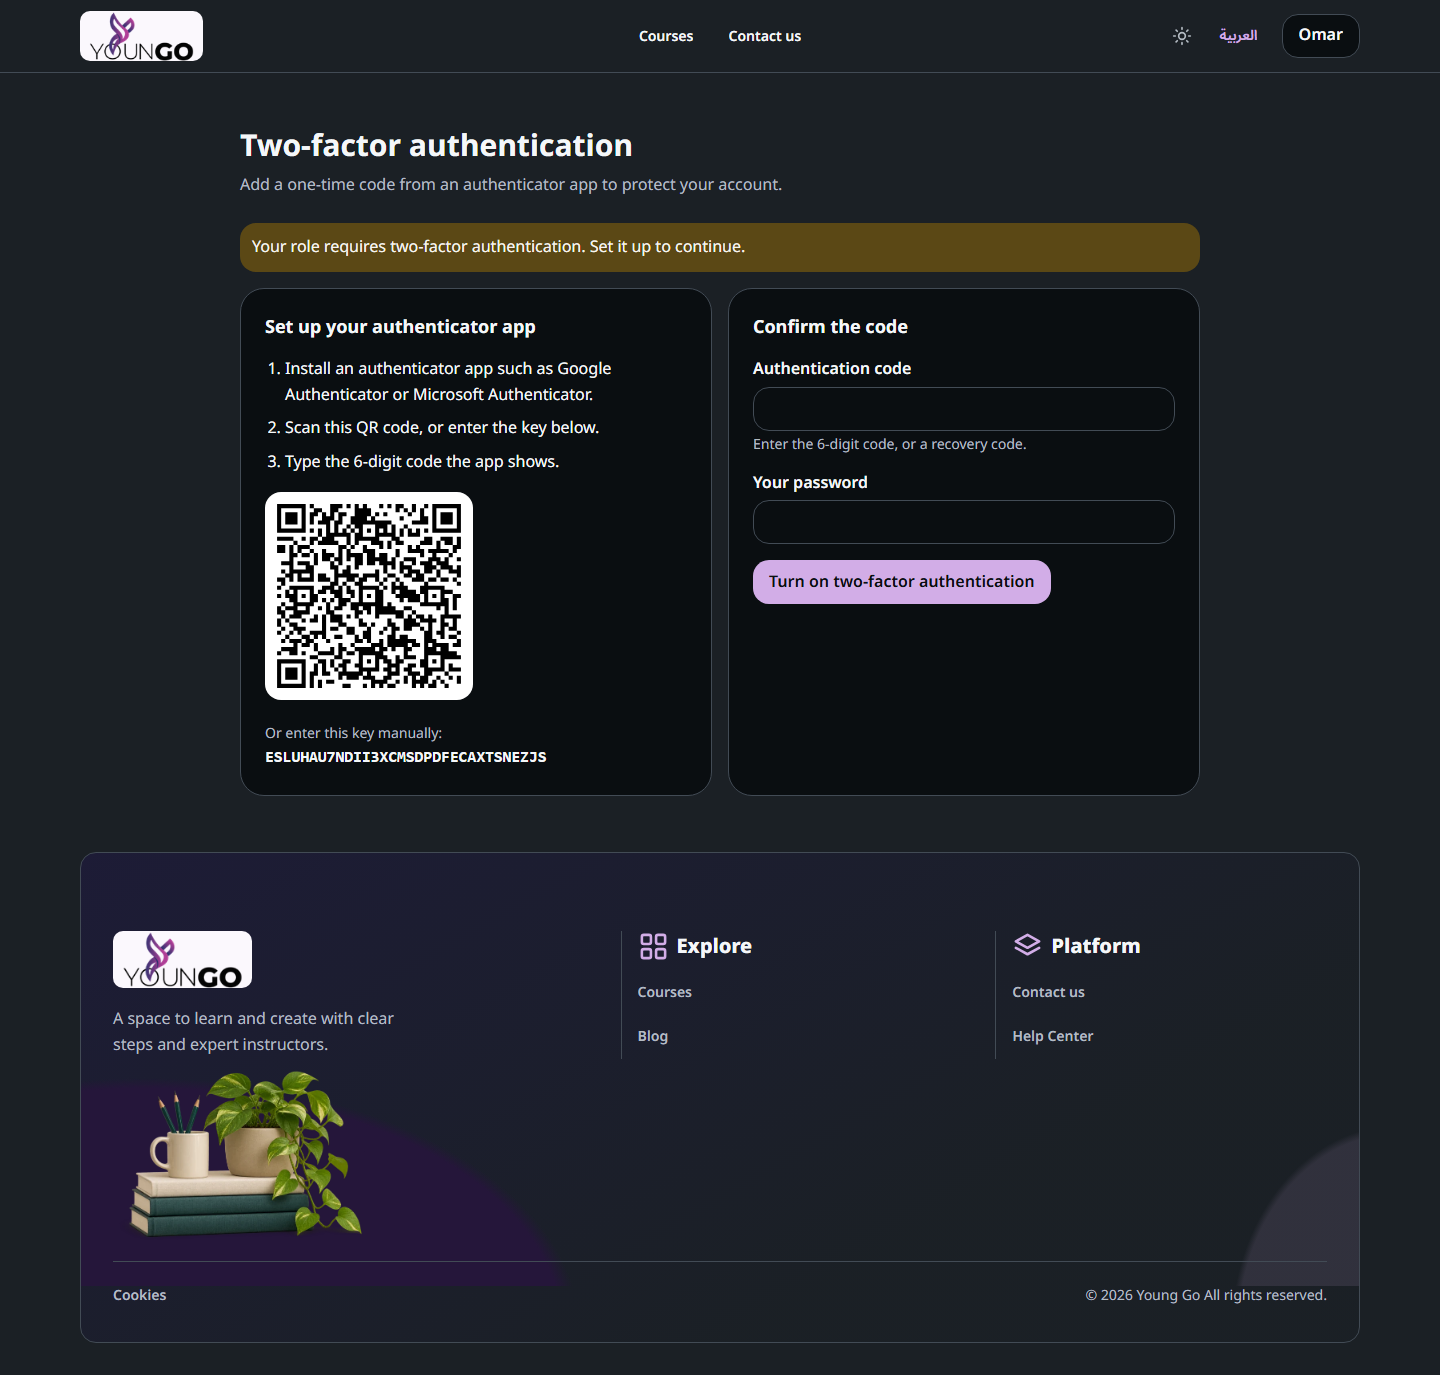 YOUNGO
Courses
Contact us
العربية
Omar
Two-factor authentication
Add a one-time code from an authenticator app to protect your account.
Your role requires two-factor authentication. Set it up to continue.
Set up your authenticator app
1. Install an authenticator app such as Google
Authenticator or Microsoft Authenticator.
2. Scan this QR code, or enter the key below.
3. Type the 6-digit code the app shows.
Or enter this key manually:
ESLUHAU7NDII3XCMSDPDFECAXTSNEZJS
Confirm the code
Authentication code
Enter the 6-digit code, or a recovery code.
Your password
Turn on two-factor authentication
YOUNGO
A space to learn and create with clear
steps and expert instructors.
Explore
Courses
Blog
Platform
Contact us
Help Center
Cookies
© 2026 Young Go All rights reserved.